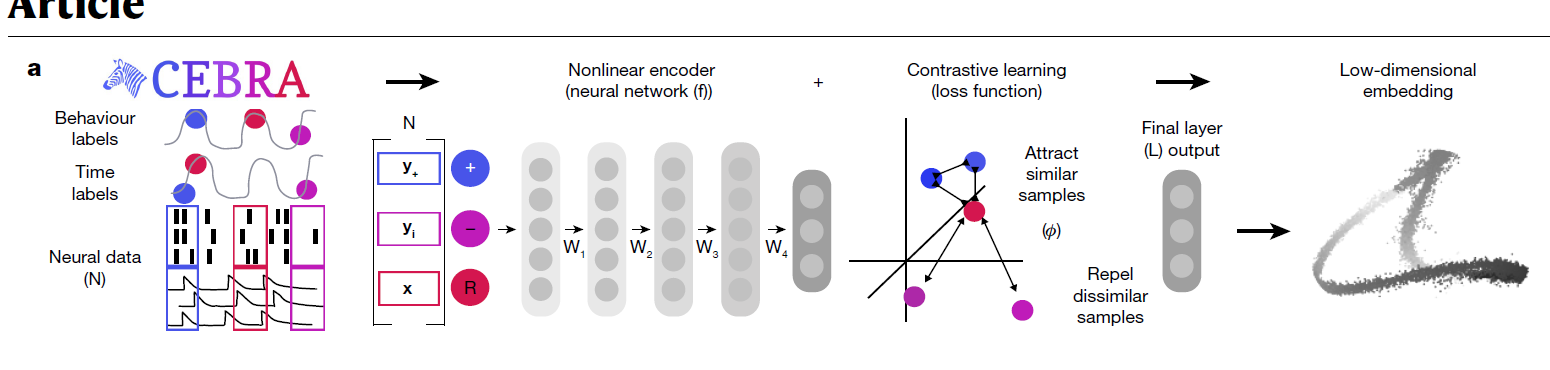 Article
a
CEBRA
Nonlinear encoder
(neural network (f))
+
Contrastive learning
(loss function)
Low-dimensional
embedding
Behaviour
labels
Time
labels
Neural data
(N)
N
y+
+
yi
–
x
R
W1
W2
W3
W4
Attract
similar
samples
(ϕ)
Repel
dissimilar
samples
Final layer
(L) output